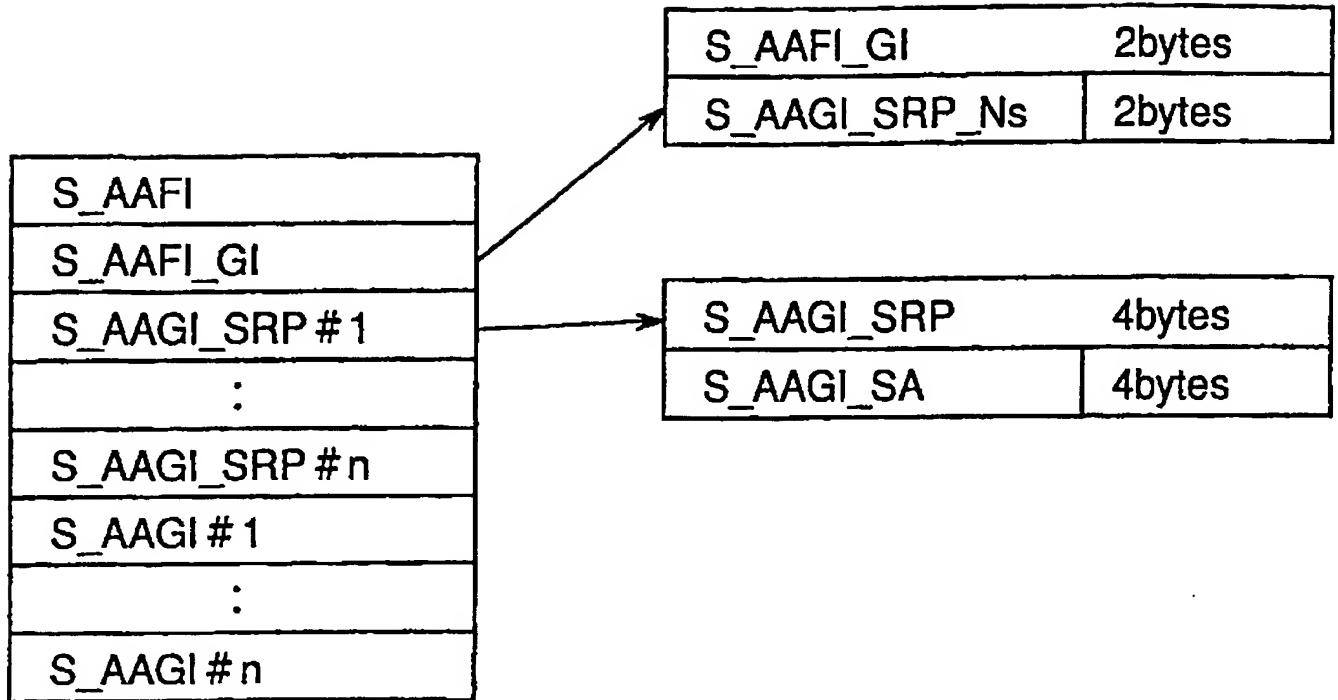 S_AAFI_GI 2bytes
S_AAGI_SRP_Ns 2bytes
S_AAFI
S_AAFI_GI
S_AAGI_SRP#1
:
S_AAGI_SRP#n
S_AAGI#1
:
S_AAGI#n
S_AAGI_SRP 4bytes
S_AAGI_SA 4bytes